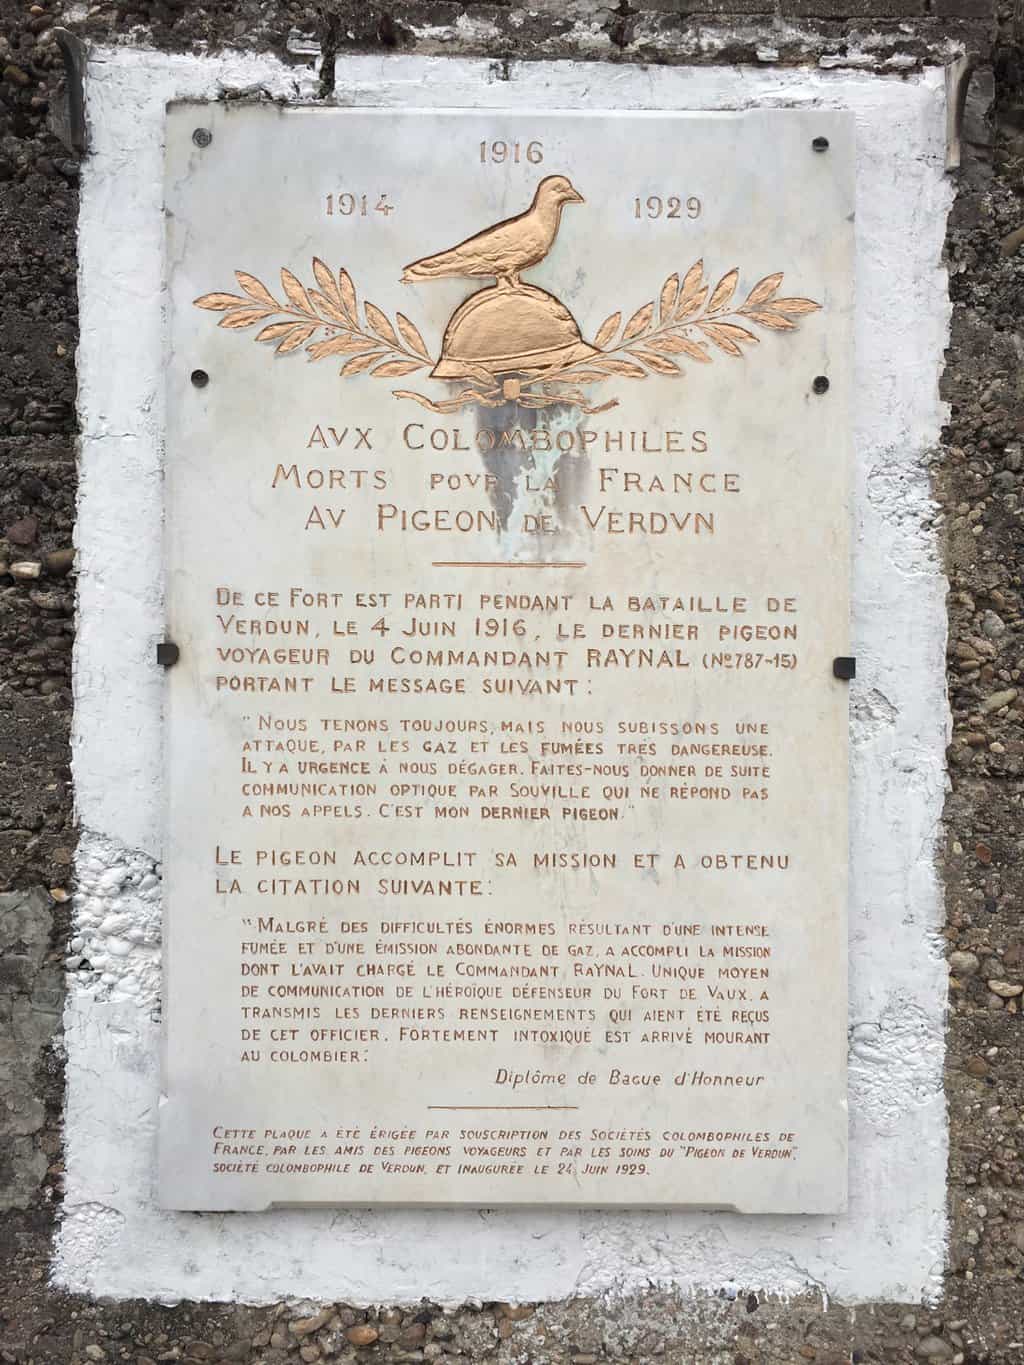 1916
1914 1929
AVX COLOMBOPHILES
MORTS POVR LA FRANCE
AV PIGEON DE VERDVN
DE CE FORT EST PARTI PENDANT LA BATAILLE DE
VERDUN, LE 4 JUIN 1916, LE DERNIER PIGEON
VOYAGEUR DU COMMANDANT RAYNAL (No 787-15)
PORTANT LE MESSAGE SUIVANT:
"NOUS TENONS TOUJOURS, MAIS NOUS SUBISSONS UNE
ATTAQUE, PAR LES GAZ ET LES FUMÉES TRÈS DANGEREUSE.
IL Y A URGENCE À NOUS DÉGAGER. FAITES-NOUS DONNER DE SUITE
COMMUNICATION OPTIQUE PAR SOUVILLE QUI NE RÉPOND PAS
A NOS APPELS. C'EST MON DERNIER PIGEON."
LE PIGEON ACCOMPLIT SA MISSION ET A OBTENU
LA CITATION SUIVANTE:
"MALGRÉ DES DIFFICULTÉS ÉNORMES RÉSULTANT D'UNE INTENSE
FUMÉE ET D'UNE ÉMISSION ABONDANTE DE GAZ, A ACCOMPLI LA MISSION
DONT L'AVAIT CHARGÉ LE COMMANDANT RAYNAL. UNIQUE MOYEN
DE COMMUNICATION DE L'HÉROÏQUE DÉFENSEUR DU FORT DE VAUX, A
TRANSMIS LES DERNIERS RENSEIGNEMENTS QUI AIENT ÉTÉ REÇUS
DE CET OFFICIER. FORTEMENT INTOXIQUÉ EST ARRIVÉ MOURANT
AU COLOMBIER."
Diplôme de Bague d'Honneur
CETTE PLAQUE A ÉTÉ ÉRIGÉE PAR SOUSCRIPTION DES SOCIÉTÉS COLOMBOPHILES DE
FRANCE, PAR LES AMIS DES PIGEONS VOYAGEURS ET PAR LES SOINS DU "PIGEON DE VERDUN",
SOCIÉTÉ COLOMBOPHILE DE VERDUN, ET INAUGURÉE LE 24 JUIN 1929.